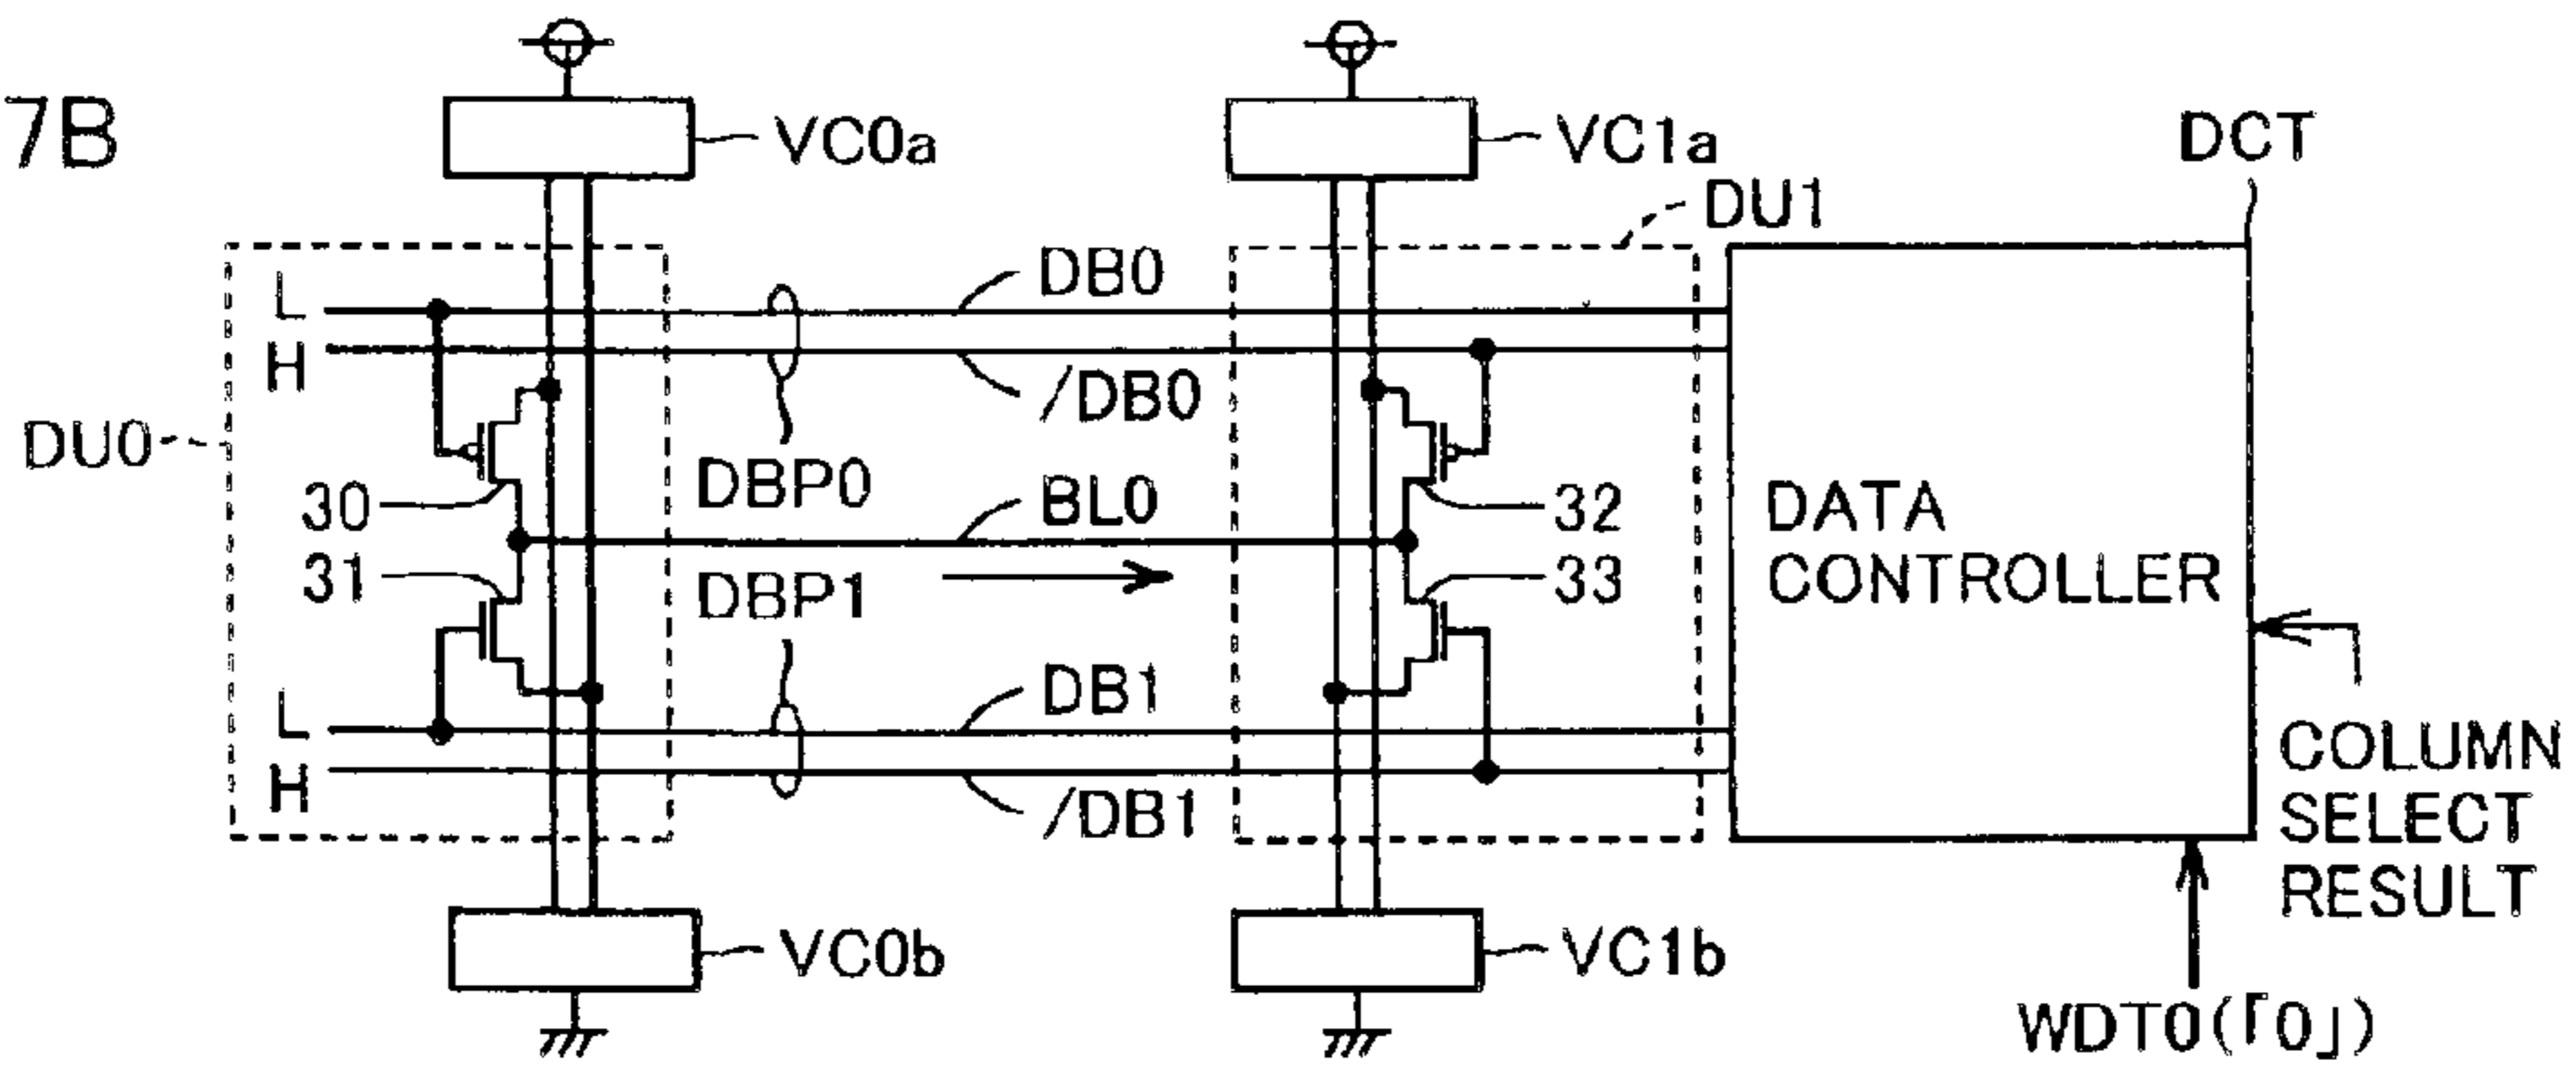 7B
VC0a
VC1a
DCT
DU1
L
DB0
H
/DB0
DU0
DBP0
30
BL0
32
DATA
CONTROLLER
31
DBP1
33
L
DB1
H
/DB1
COLUMN
SELECT
RESULT
VC0b
VC1b
WDT0(「0」)